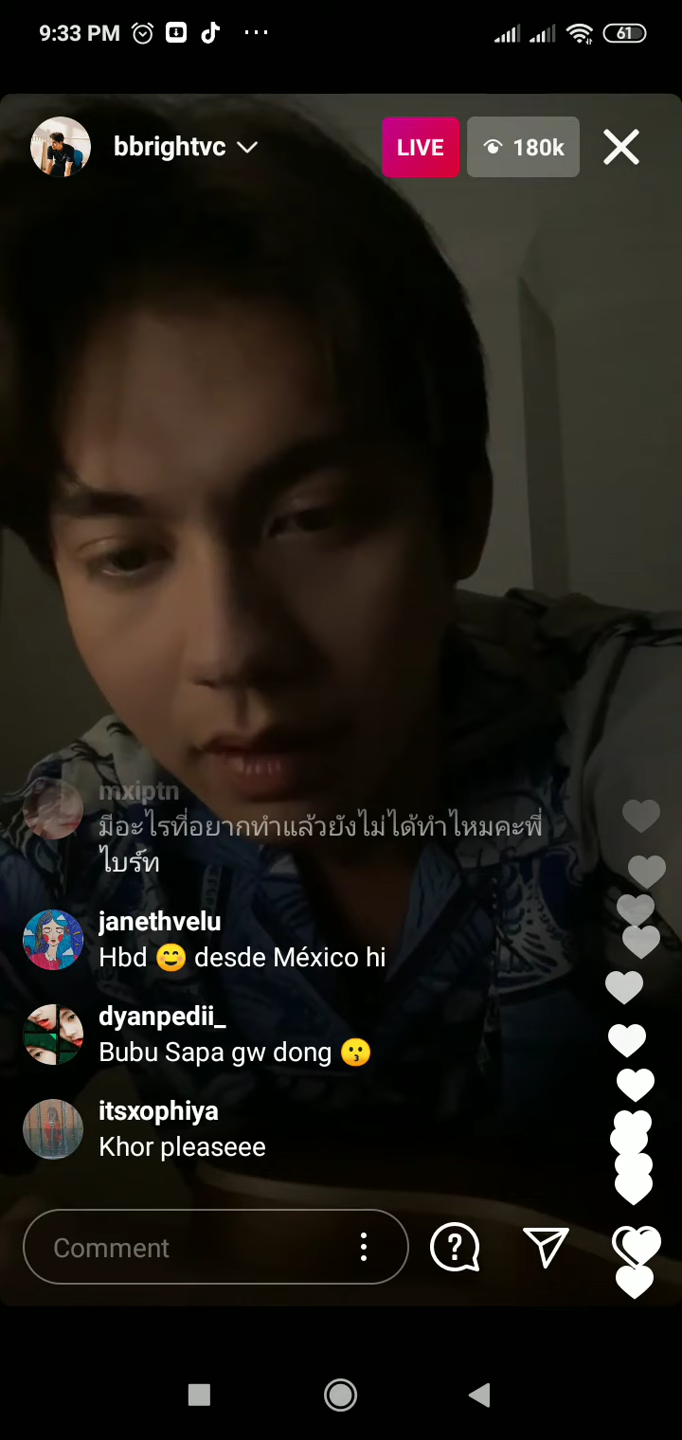 9:33 PM
61
bbrightvc
LIVE
180k
mxiptn
มีอะไรที่อยากทำแล้วยังไม่ได้ทำไหมคะพี่
ไบร์ท
janethvelu
Hbd 😊 desde México hi
dyanpedii_
Bubu Sapa gw dong 😗
itsxophiya
Khor pleaseee
Comment